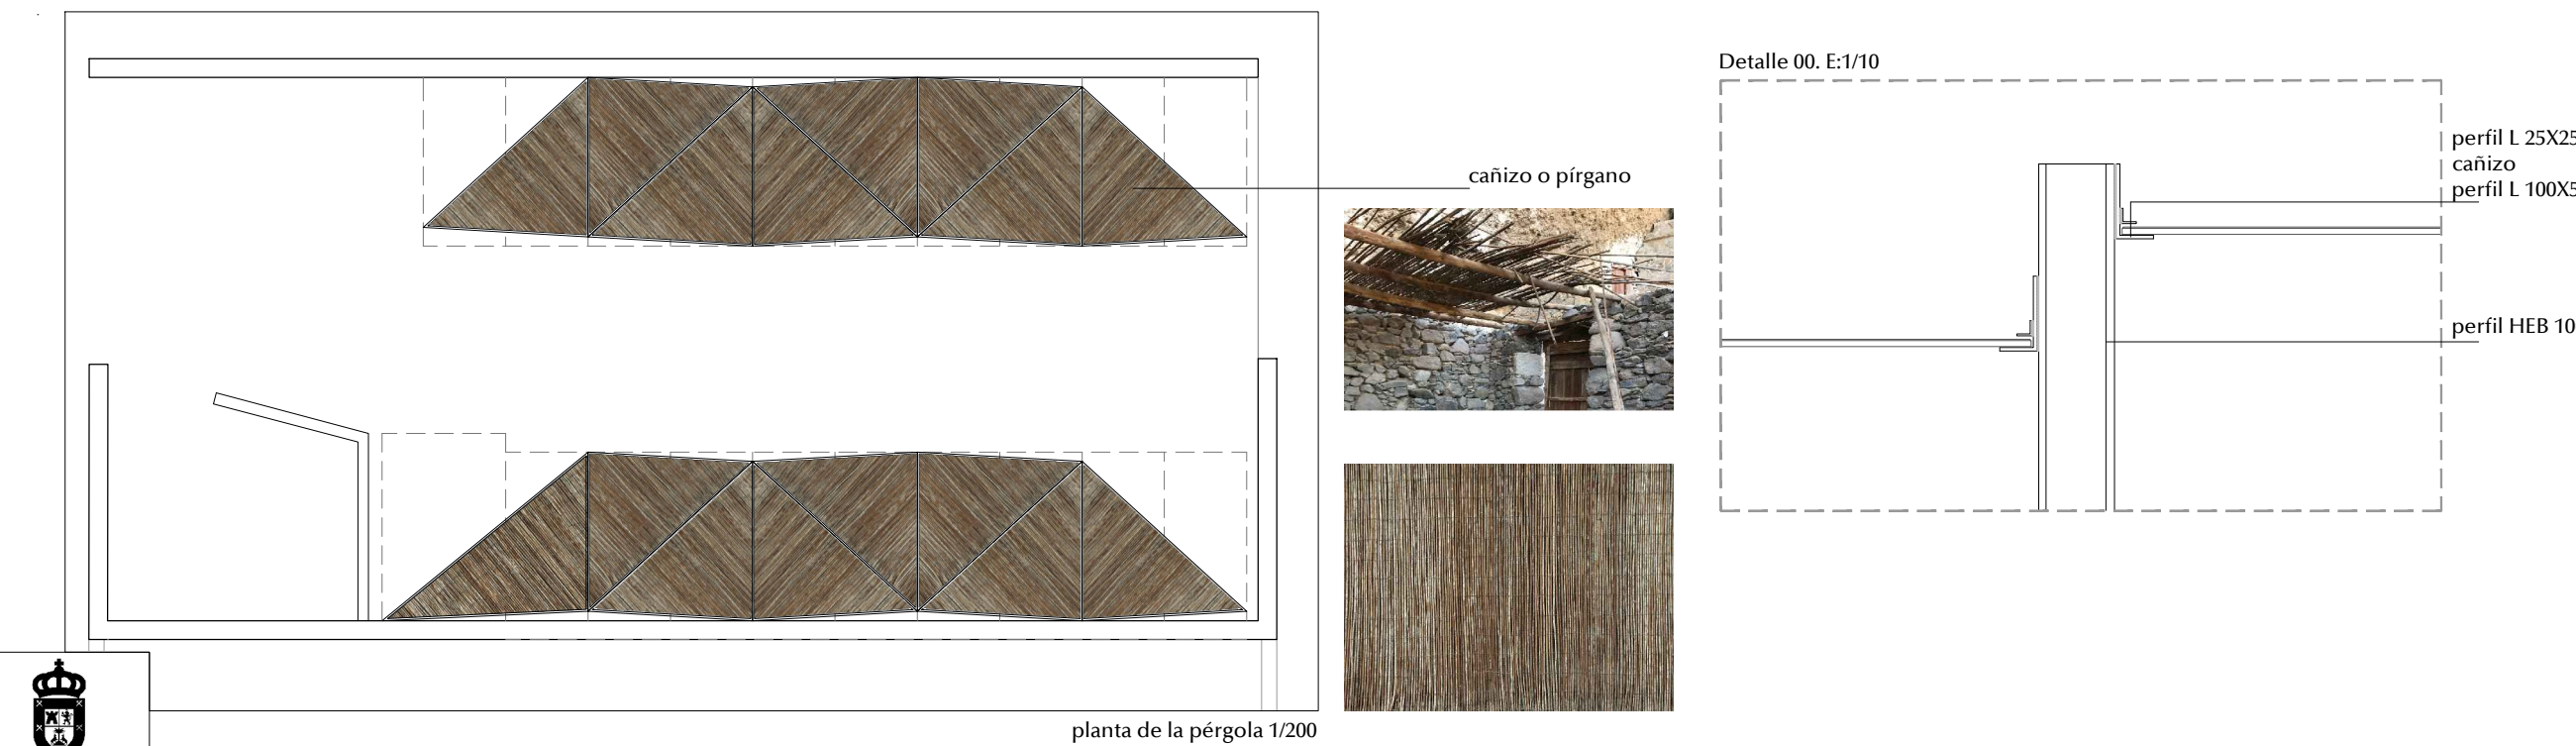 Detalle 00. E:1/10
perfil L 25X25
cañizo
perfil L 100X5
cañizo o pírgano
perfil HEB 10
planta de la pérgola 1/200